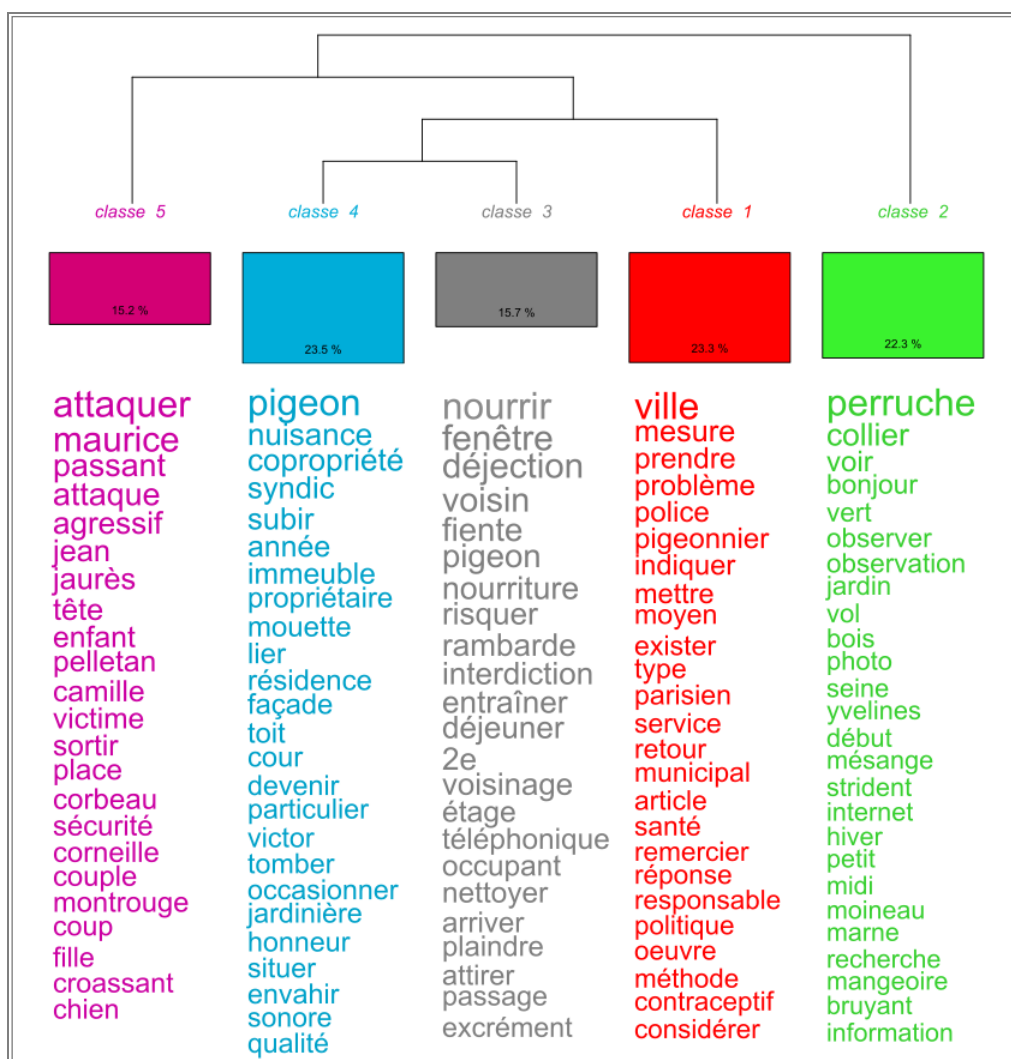 classe 5
classe 4
classe 3
classe 1
classe 2
15.2 %
23.5 %
15.7 %
23.3 %
22.3 %
attaquer
maurice
passant
attaque
agressif
jean
jaurès
tête
enfant
pelletan
camille
victime
sortir
place
corbeau
sécurité
corneille
couple
montrouge
coup
fille
croassant
chien
pigeon
nuisance
copropriété
syndic
subir
année
immeuble
propriétaire
mouette
lier
résidence
façade
toit
cour
devenir
particulier
victor
tomber
occasionner
jardinière
honneur
situer
envahir
sonore
qualité
nourrir
fenêtre
déjection
voisin
fiente
pigeon
nourriture
risquer
rambarde
interdiction
entraîner
déjeuner
2e
voisinage
étage
téléphonique
occupant
nettoyer
arriver
plaindre
attirer
passage
excrément
ville
mesure
prendre
problème
police
pigeonnier
indiquer
mettre
moyen
exister
type
parisien
service
retour
municipal
article
santé
remercier
réponse
responsable
politique
oeuvre
méthode
contraceptif
considérer
perruche
collier
voir
bonjour
vert
observer
observation
jardin
vol
bois
photo
seine
yvelines
début
mésange
strident
internet
hiver
petit
midi
moineau
marne
recherche
mangeoire
bruyant
information